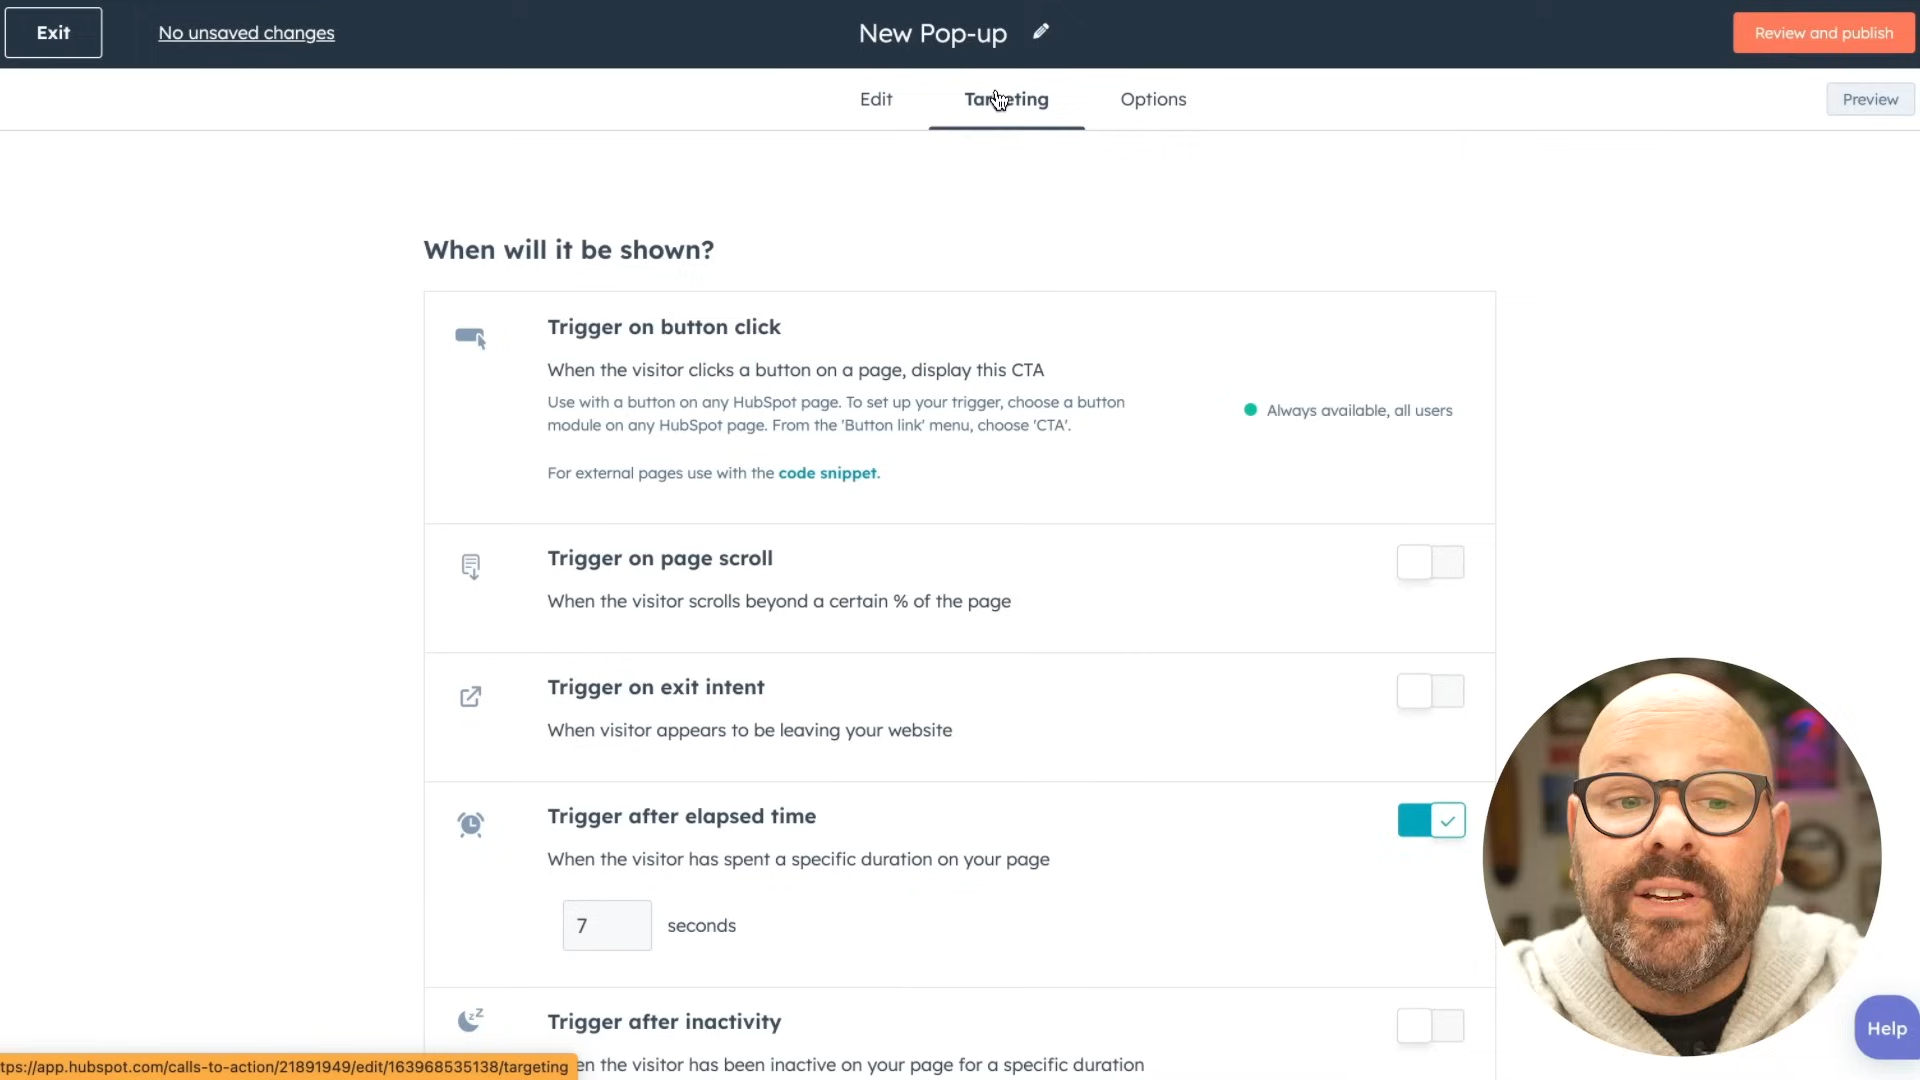 Exit
No unsaved changes
New Pop-up
Review and publish
Edit
Targeting
Options
Preview
When will it be shown?
Trigger on button click
When the visitor clicks a button on a page, display this CTA
Use with a button on any HubSpot page. To set up your trigger, choose a button
module on any HubSpot page. From the 'Button link' menu, choose 'CTA'.
Always available, all users
For external pages use with the code snippet.
Trigger on page scroll
When the visitor scrolls beyond a certain % of the page
Trigger on exit intent
When visitor appears to be leaving your website
Trigger after elapsed time
When the visitor has spent a specific duration on your page
7 seconds
Trigger after inactivity
en the visitor has been inactive on your page for a specific duration
Help
tps://app.hubspot.com/calls-to-action/21891949/edit/163968535138/targeting